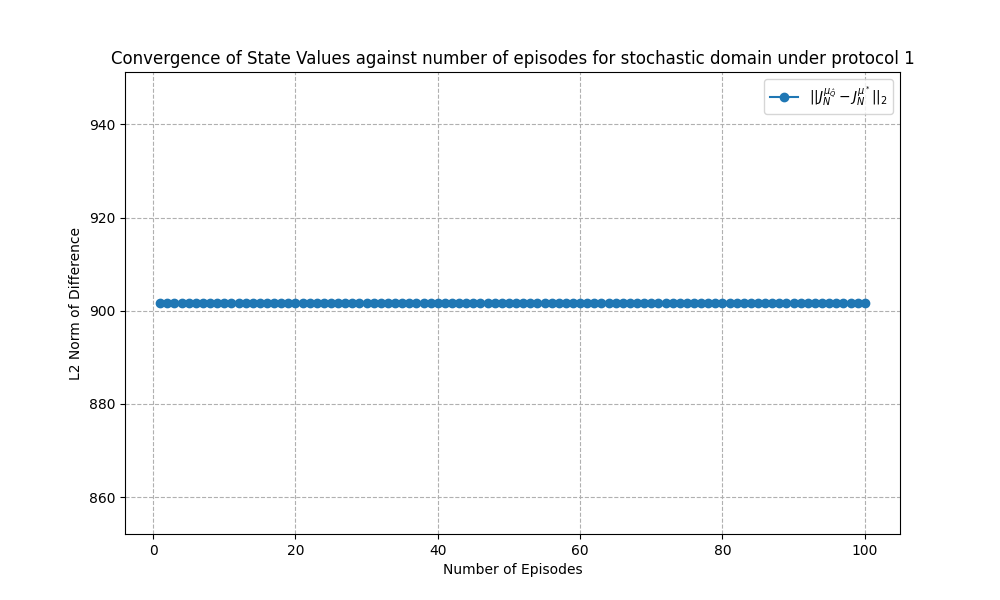 Convergence of State Values against number of episodes for stochastic domain under protocol 1
||J_N^{μ_{Q̂}} − J_N^{μ^*}||_2
940
920
900
880
860
L2 Norm of Difference
0 20 40 60 80 100
Number of Episodes